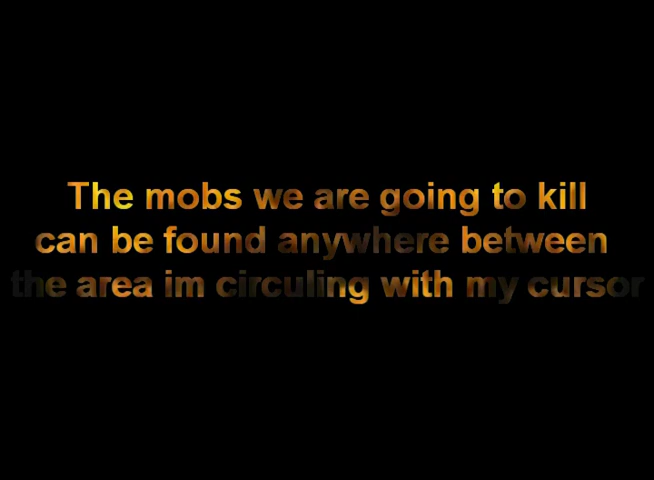 The mobs we are going to kill
can be found anywhere between
the area im circuling with my cursor